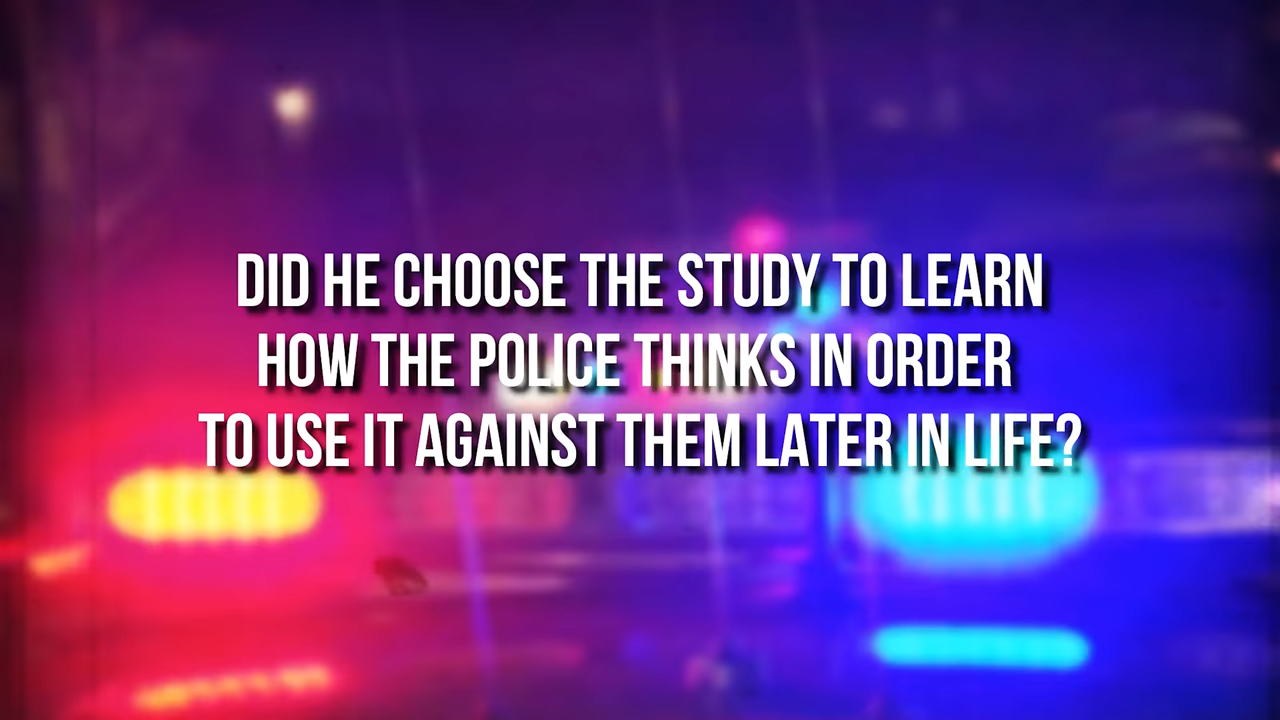 DID HE CHOOSE THE STUDY TO LEARN
HOW THE POLICE THINKS IN ORDER
TO USE IT AGAINST THEM LATER IN LIFE?